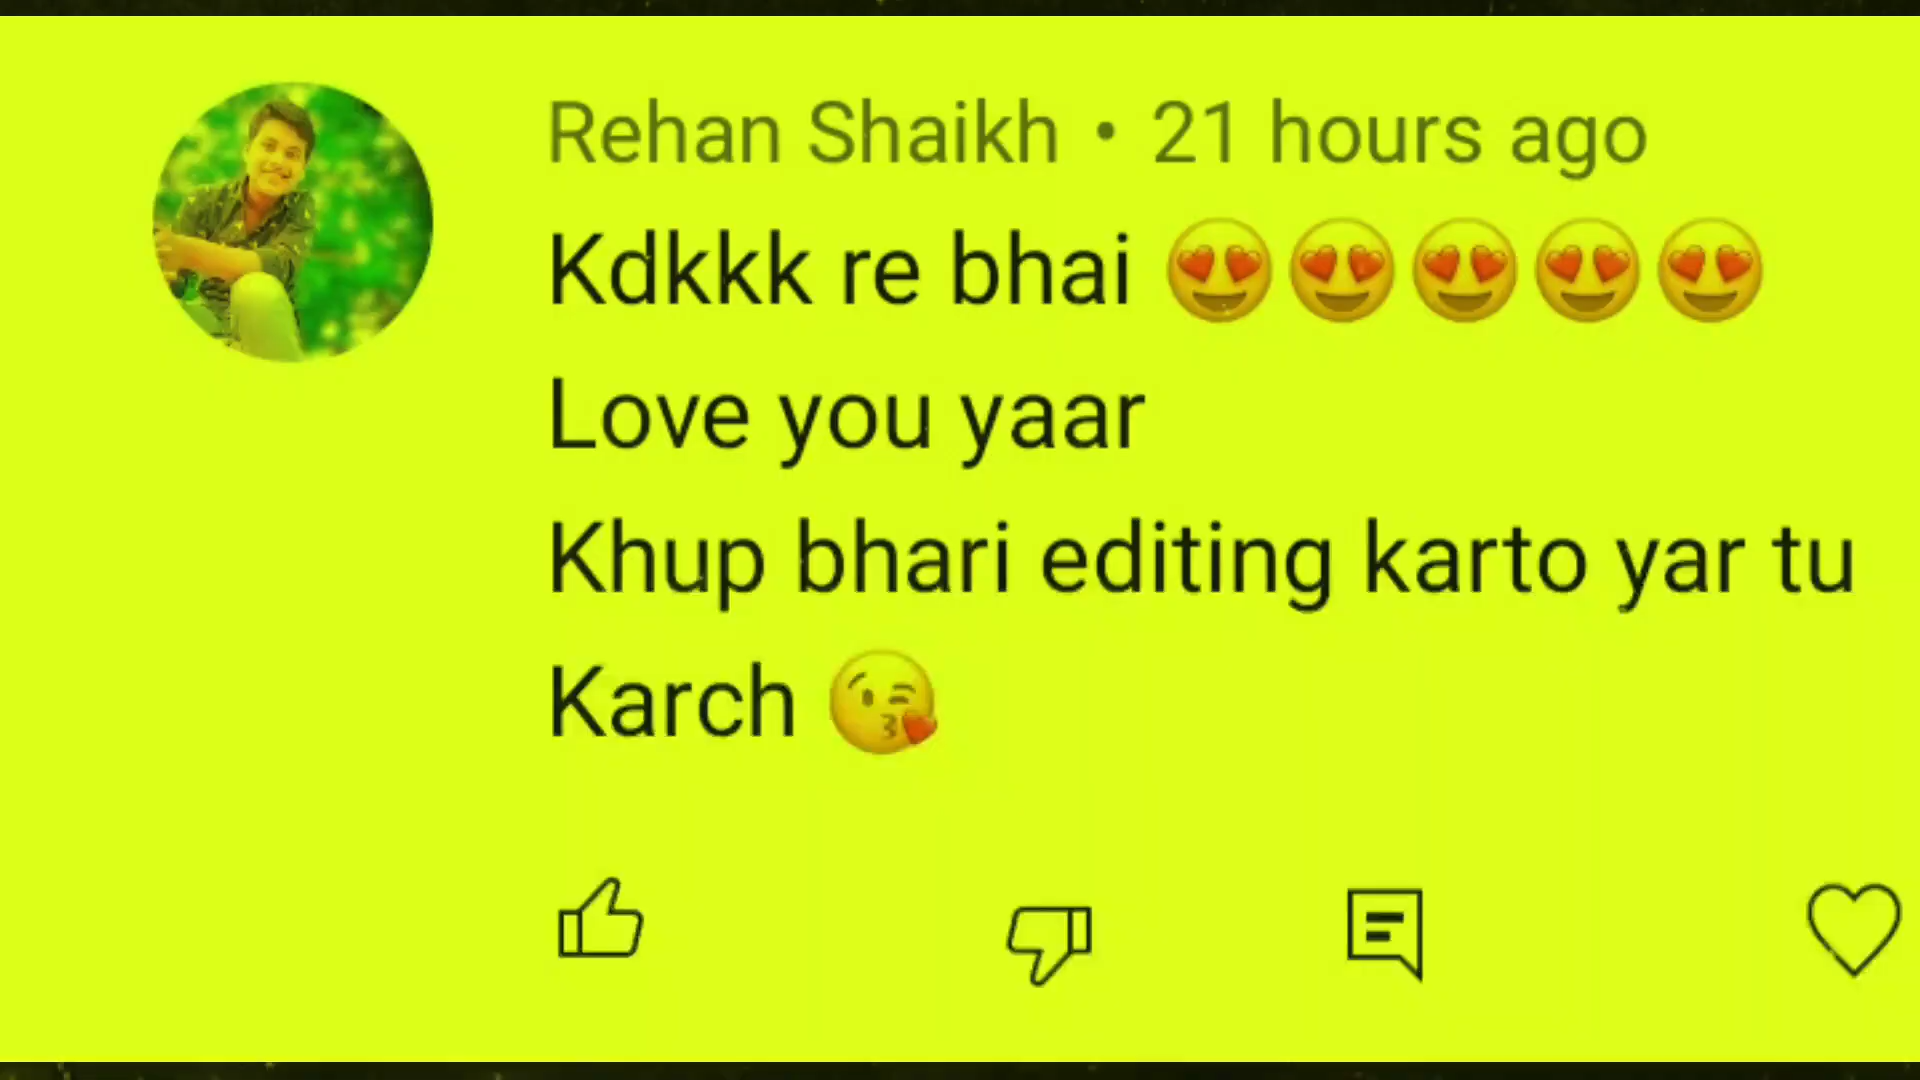 Rehan Shaikh • 21 hours ago
Kdkkk re bhai 😍😍😍😍😍
Love you yaar
Khup bhari editing karto yar tu
Karch 😘